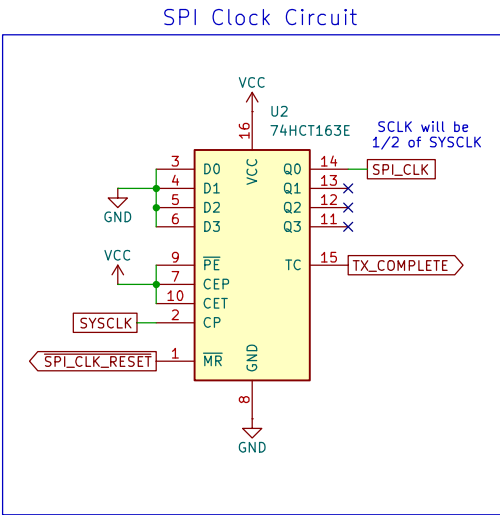 SPI Clock Circuit
VCC
U2
74HCT163E
SCLK will be
1/2 of SYSCLK
16
VCC
3 D0 Q0 14 SPI_CLK
4 D1 Q1 13
5 D2 Q2 12
6 D3 Q3 11
GND
VCC
9 PE TC 15 TX_COMPLETE
7 CEP
10 CET
SYSCLK 2 CP
SPI_CLK_RESET 1 MR
GND
8
GND